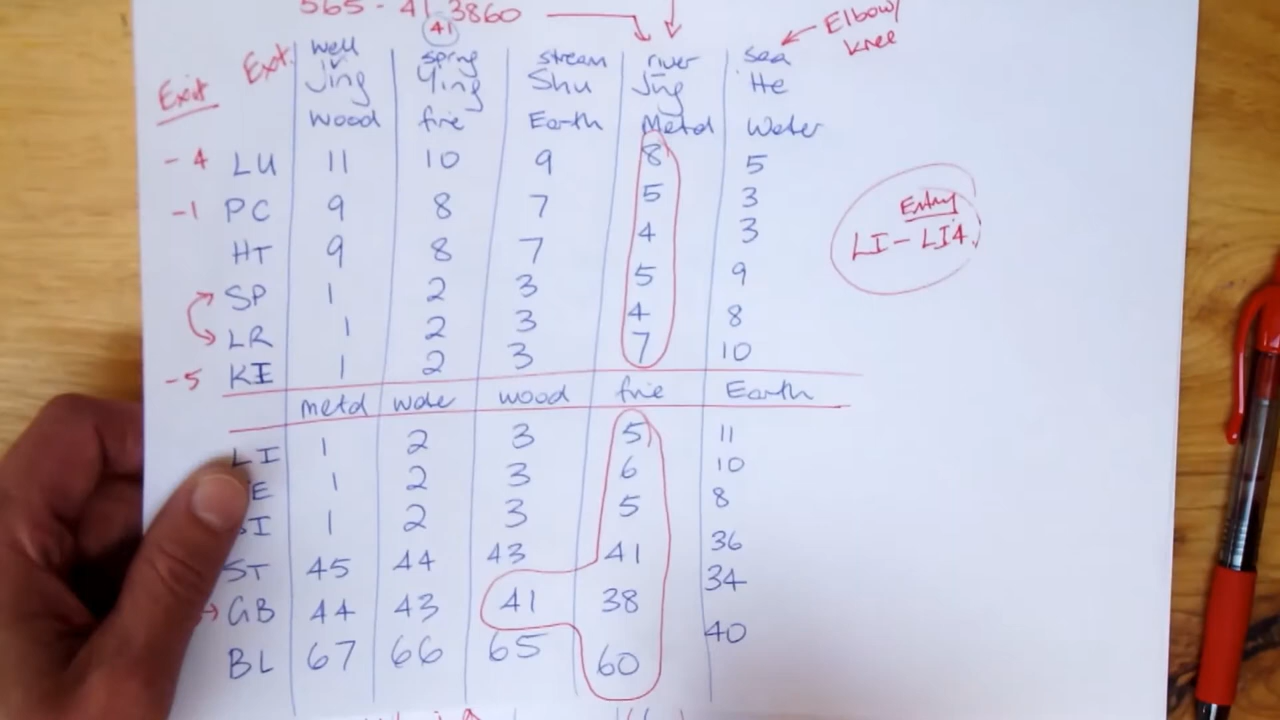 565 - 41 3860
41
Elbow/
knee
Exit
Exit.
well spring stream river sea
Jing Ying Shu Jing He
Wood fire Earth Metal Water
- 4 LU 11 10 9 8 5
-1 PC 9 8 7 5 3
HT 9 8 7 4 3
SP 1 2 3 5 9
LR 1 2 3 4 8
-5 KI 1 2 3 7 10
Entry
LI - LI4
metal water wood fire Earth
LI 1 2 3 5 11
E 1 2 3 6 10
SI 1 2 3 5 8
ST 45 44 43 41 36
GB 44 43 41 38 34
BL 67 66 65 60 40